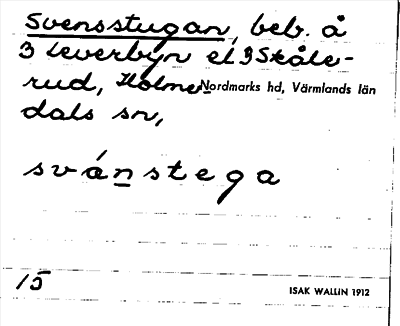 Svensstugan, beb. å
3 Leverbyn el. 3 Skåle-
rud, Holme- Nordmarks hd, Värmlands län
dals sn,
svánstega
15
ISAK WALLIN 1912